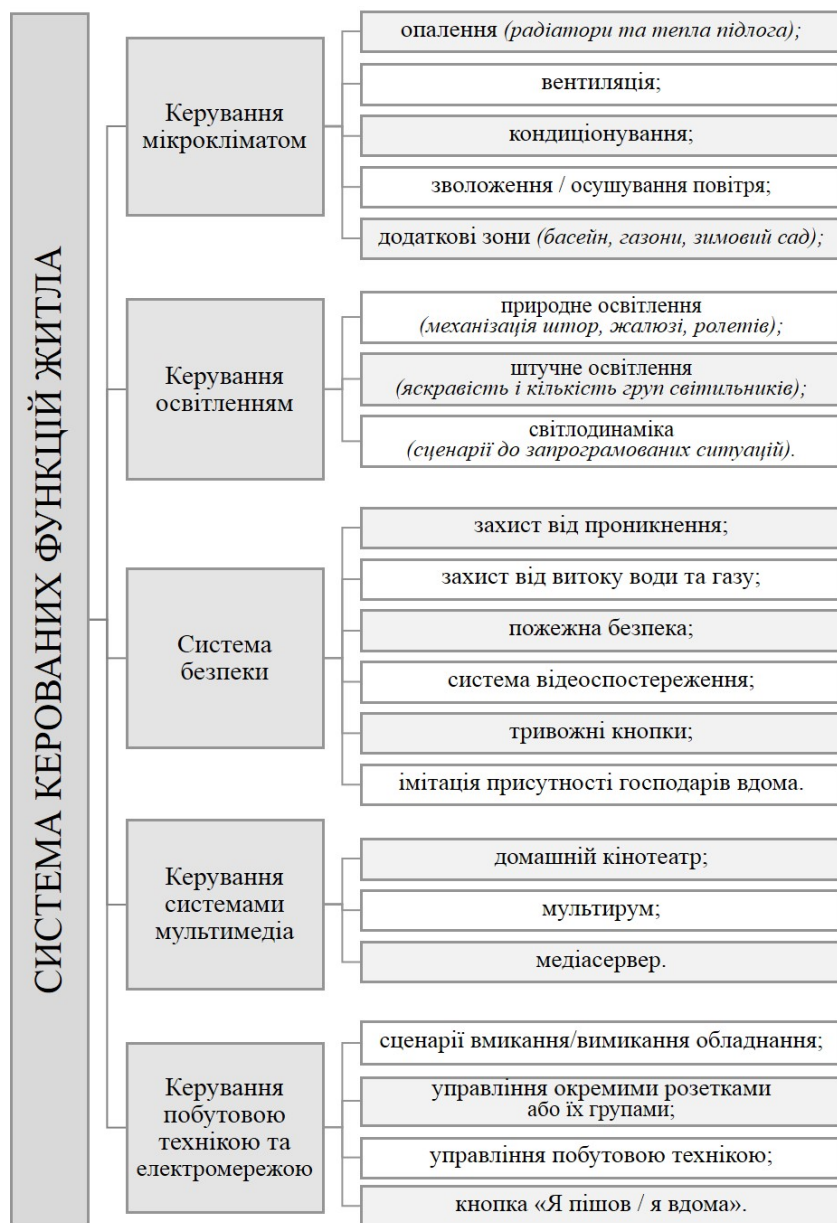 СИСТЕМА КЕРОВАНИХ ФУНКЦІЙ ЖИТЛА
Керування
мікрокліматом
опалення (радіатори та тепла підлога);
вентиляція;
кондиціонування;
зволоження / осушування повітря;
додаткові зони (басейн, газони, зимовий сад);
Керування
освітленням
природне освітлення
(механізація штор, жалюзі, ролетів);
штучне освітлення
(яскравість і кількість груп світильників);
світлодинаміка
(сценарії до запрограмованих ситуацій).
Система
безпеки
захист від проникнення;
захист від витоку води та газу;
пожежна безпека;
система відеоспостереження;
тривожні кнопки;
імітація присутності господарів вдома.
Керування
системами
мультимедіа
домашній кінотеатр;
мультирум;
медіасервер.
Керування
побутовою
технікою та
електромережою
сценарії вмикання/вимикання обладнання;
управління окремими розетками
або їх групами;
управління побутовою технікою;
кнопка «Я пішов / я вдома».